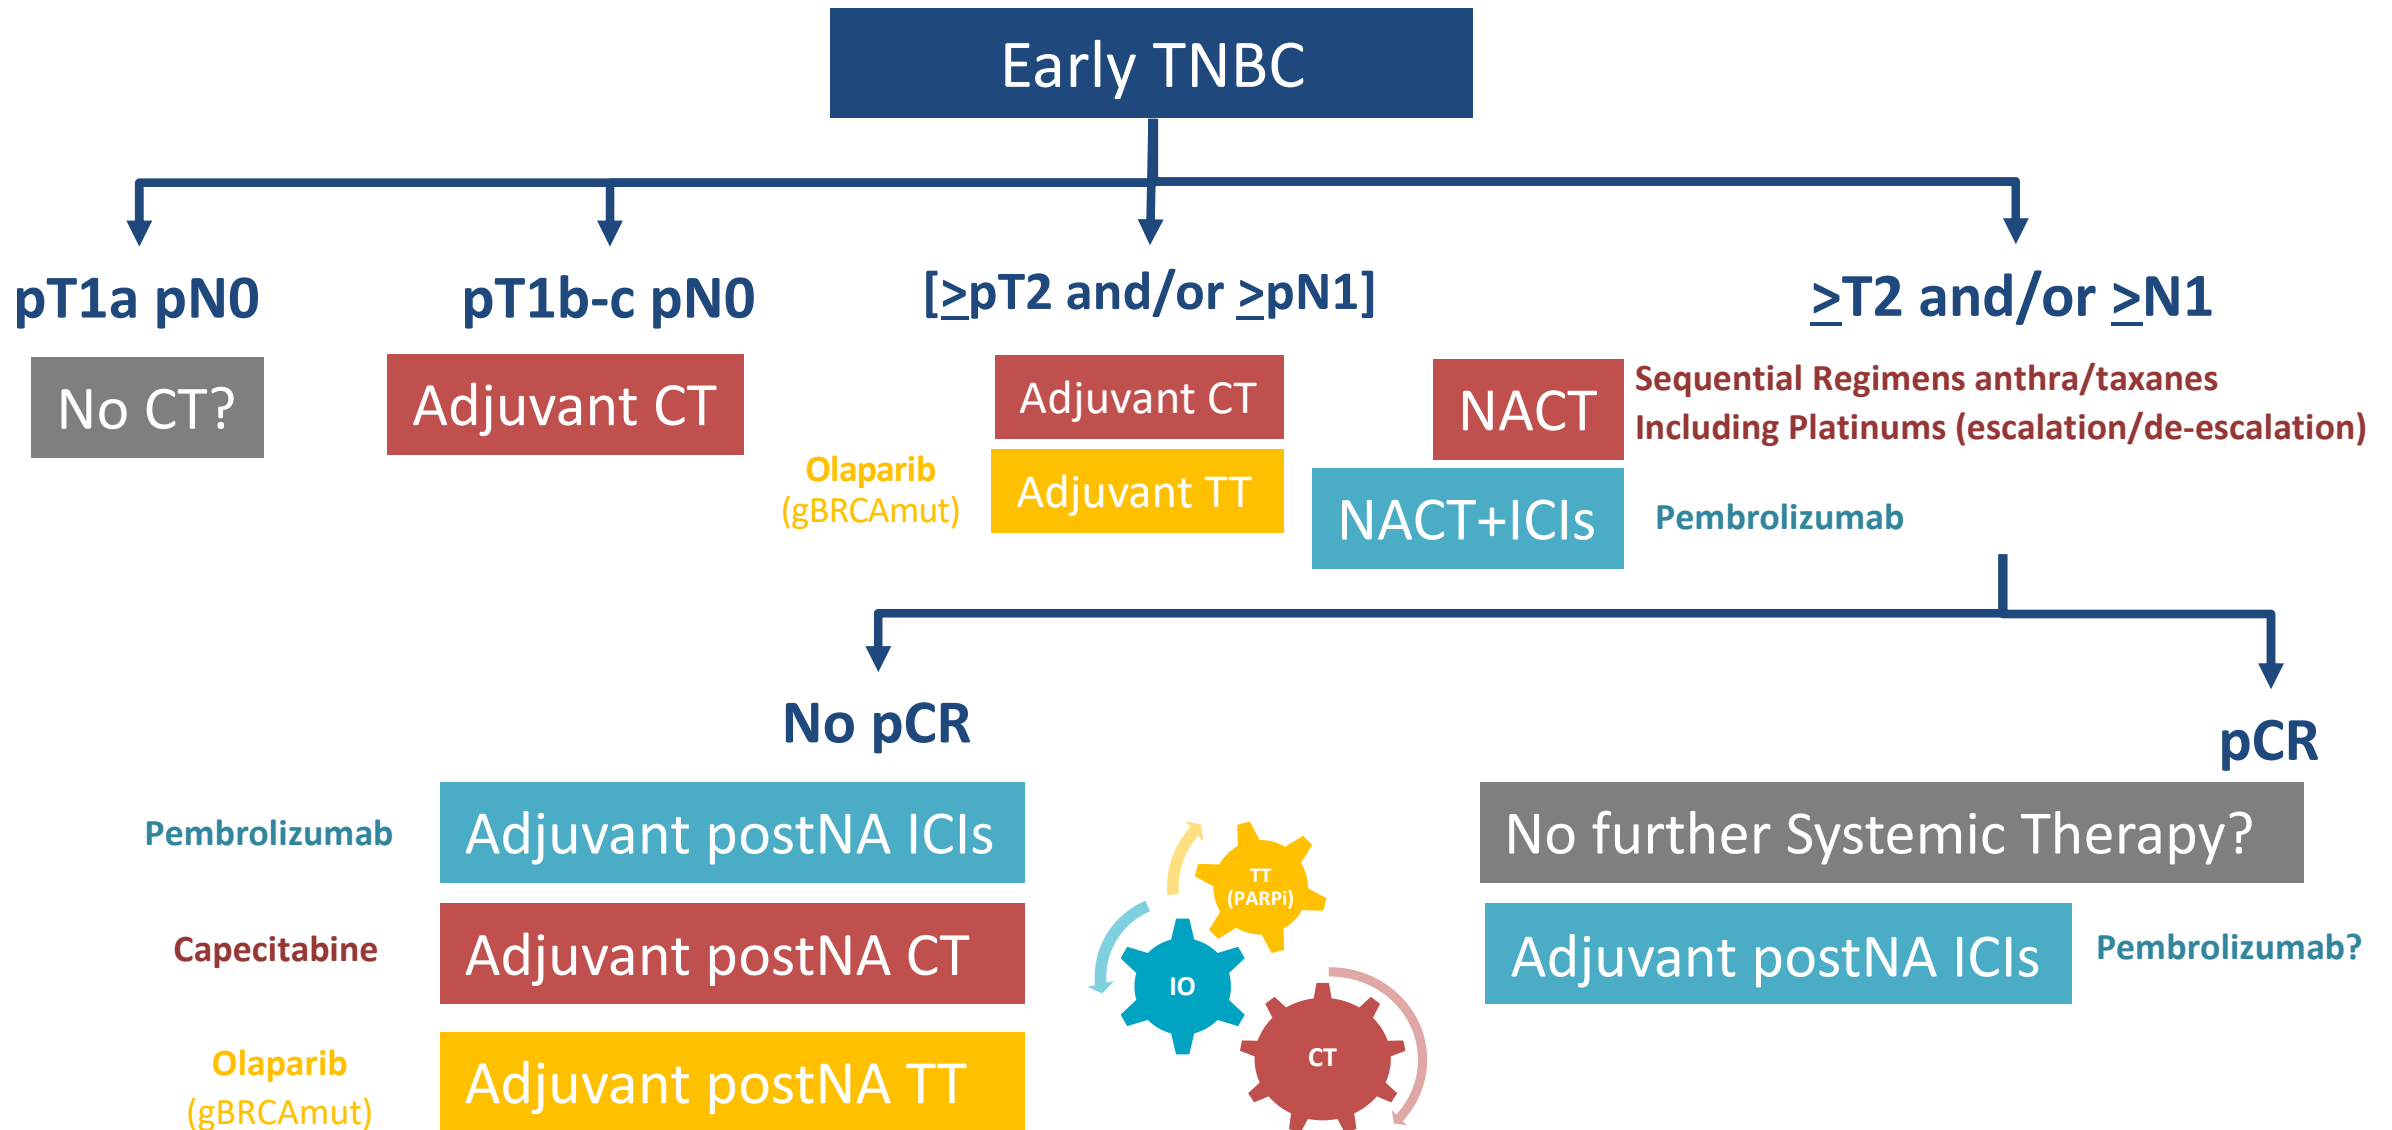 Early TNBC
pT1a pN0
pT1b-c pN0
[>pT2 and/or >pN1]
>T2 and/or >N1
No CT?
Adjuvant CT
Adjuvant CT
Olaparib
(gBRCAmut)
Adjuvant TT
NACT
Sequential Regimens anthra/taxanes
Including Platinums (escalation/de-escalation)
NACT+ICIs
Pembrolizumab
No pCR
pCR
Pembrolizumab
Adjuvant postNA ICIs
Capecitabine
Adjuvant postNA CT
Olaparib
(gBRCAmut)
Adjuvant postNA TT
TT
(PARPi)
IO
CT
No further Systemic Therapy?
Adjuvant postNA ICIs
Pembrolizumab?